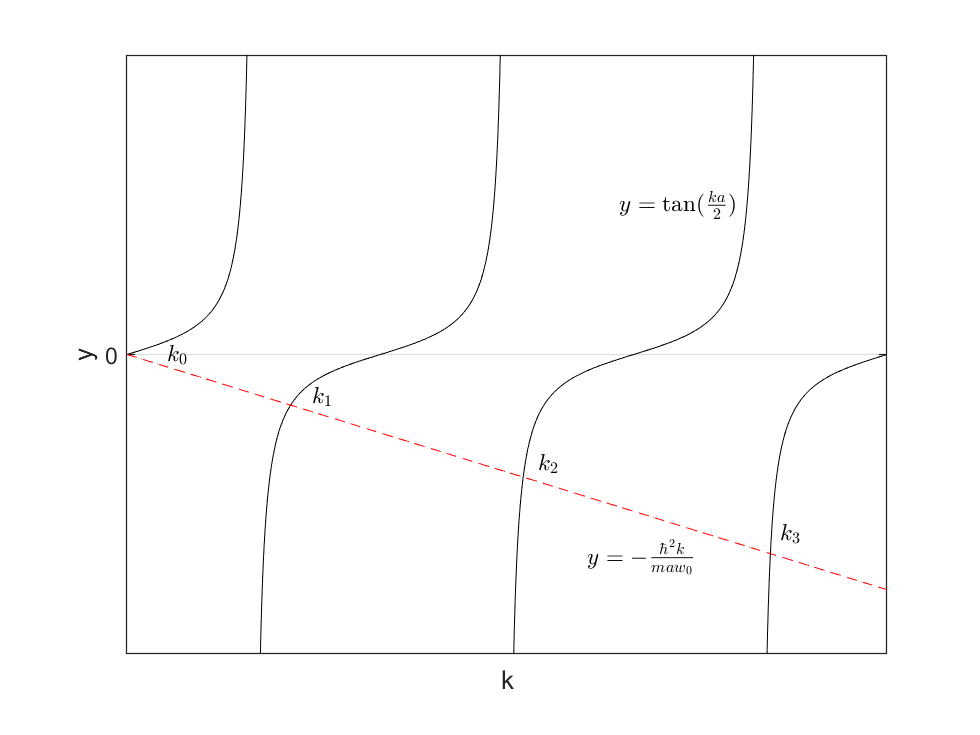 y = tan(ka/2)
y
0
k₀
k₁
k₂
k₃
y = −ℏ²k/maw₀
k